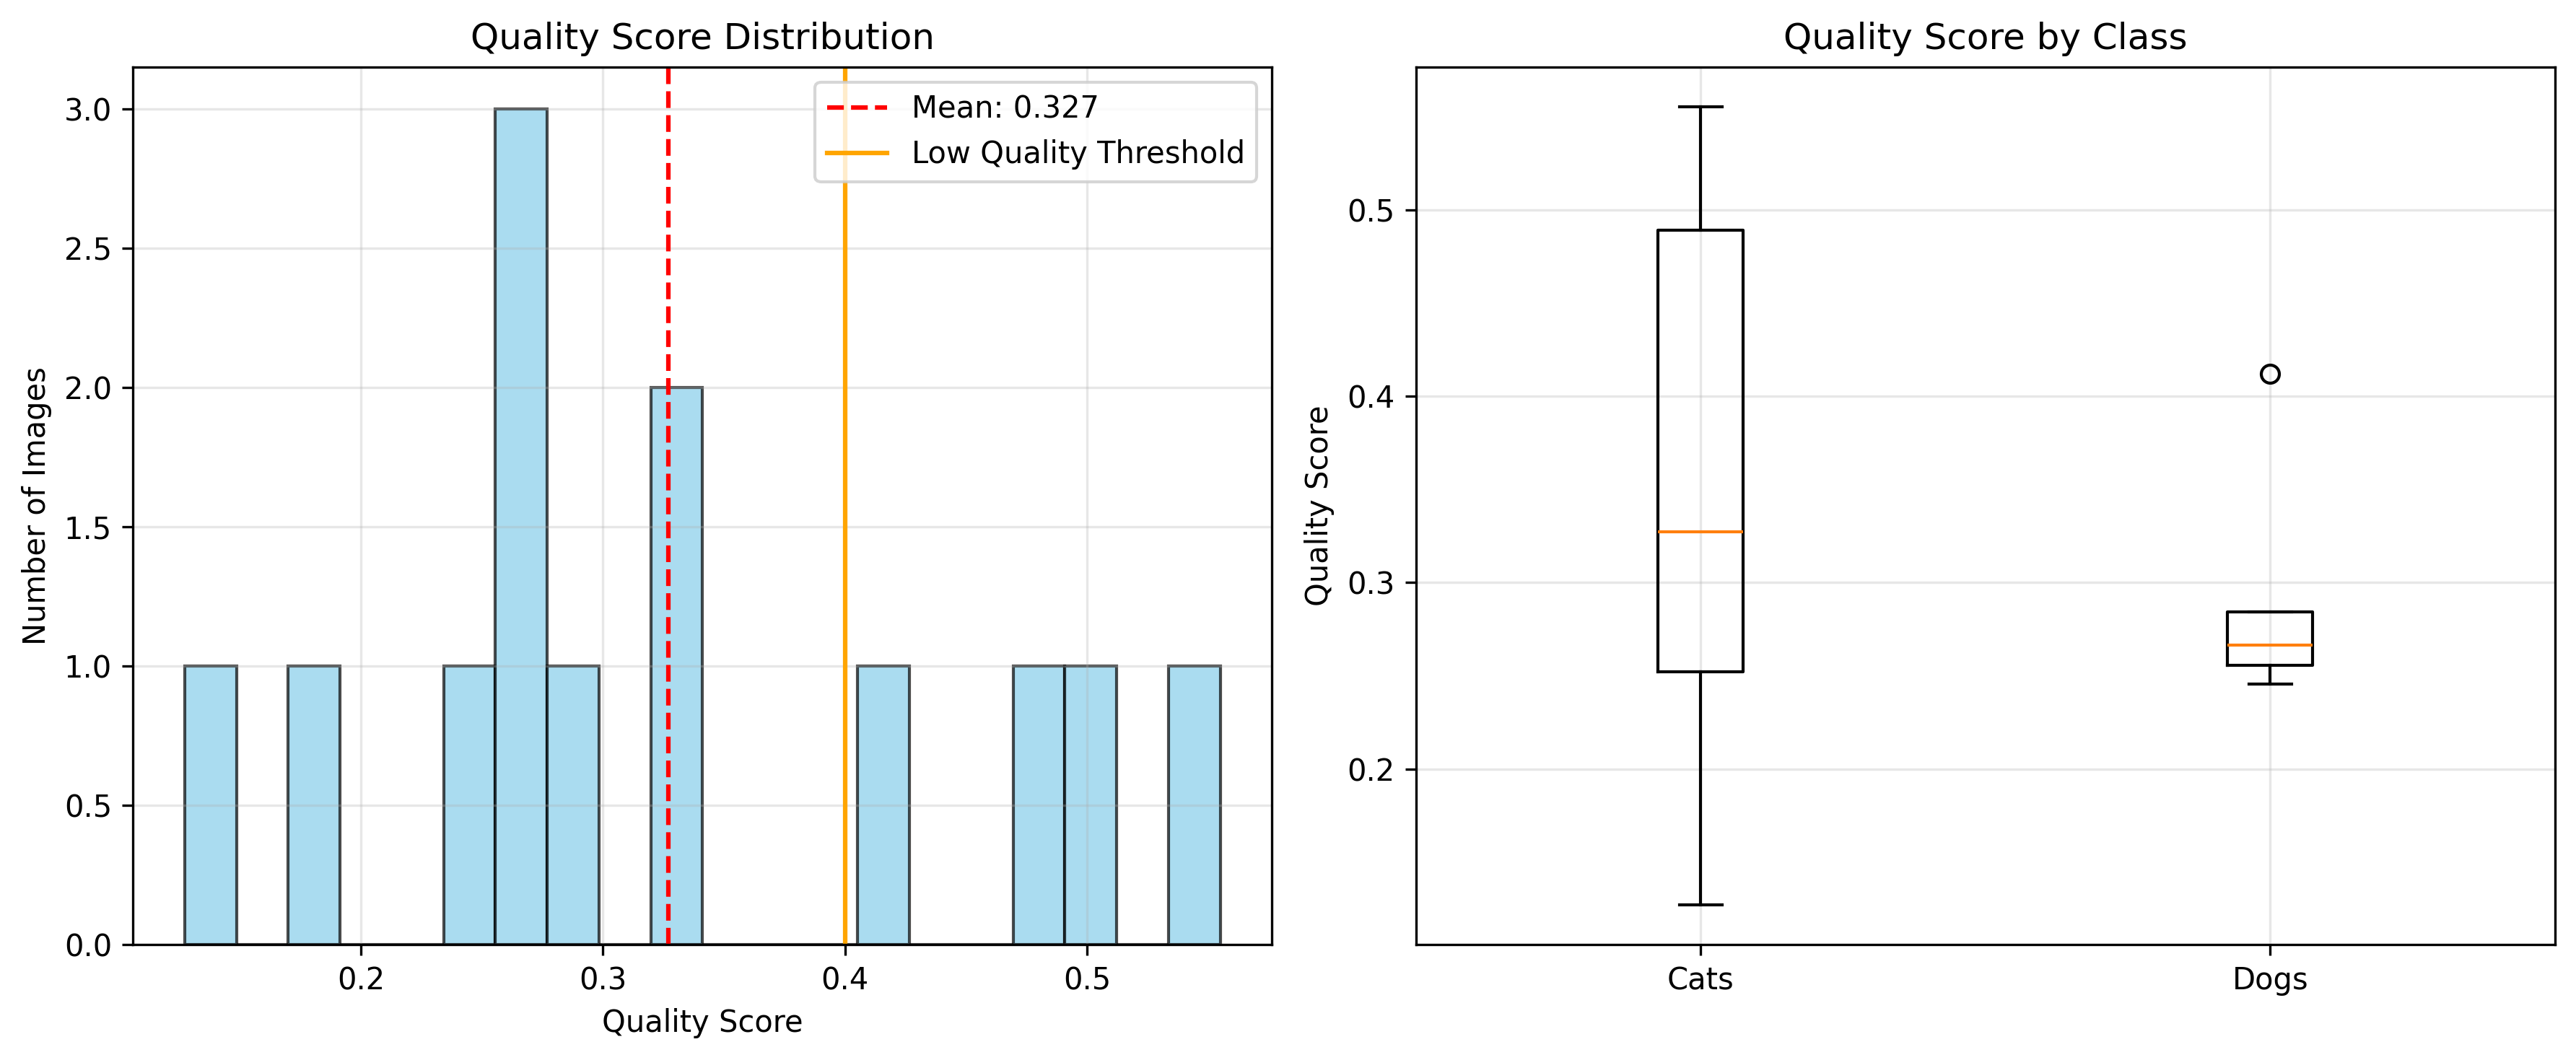 Quality Score Distribution
Mean: 0.327
Low Quality Threshold
Number of Images
3.0
2.5
2.0
1.5
1.0
0.5
0.0
0.2 0.3 0.4 0.5
Quality Score
Quality Score by Class
Quality Score
0.5
0.4
0.3
0.2
Cats Dogs